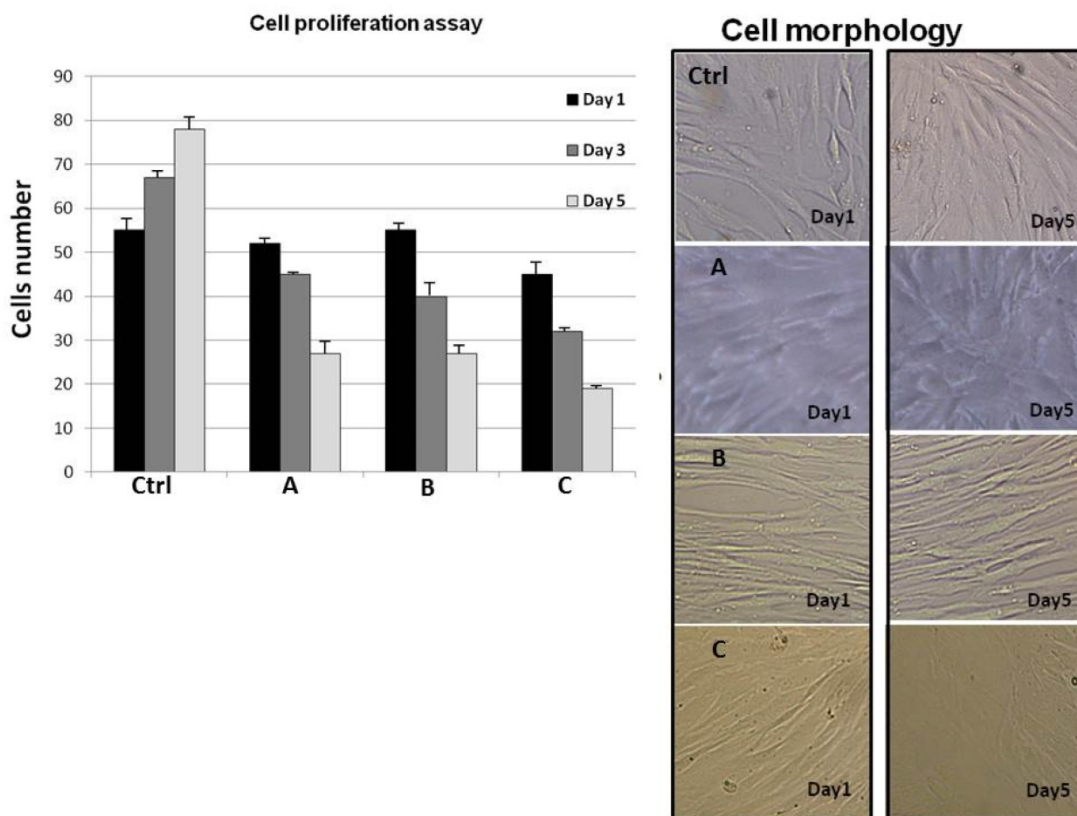 Cell proliferation assay
90
80
70
60
50
40
30
20
10
0
Cells number
Day 1
Day 3
Day 5
Ctrl A B C
Cell morphology
Ctrl
Day1
Day5
A
Day1
Day5
B
Day1
Day5
C
Day1
Day5